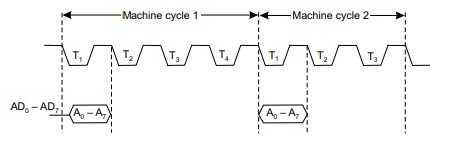 Machine cycle 1 Machine cycle 2
T₁ T₂ T₃ T₄ T₁ T₂ T₃
AD₀ – AD₇ A₀ – A₇ A₀ – A₇